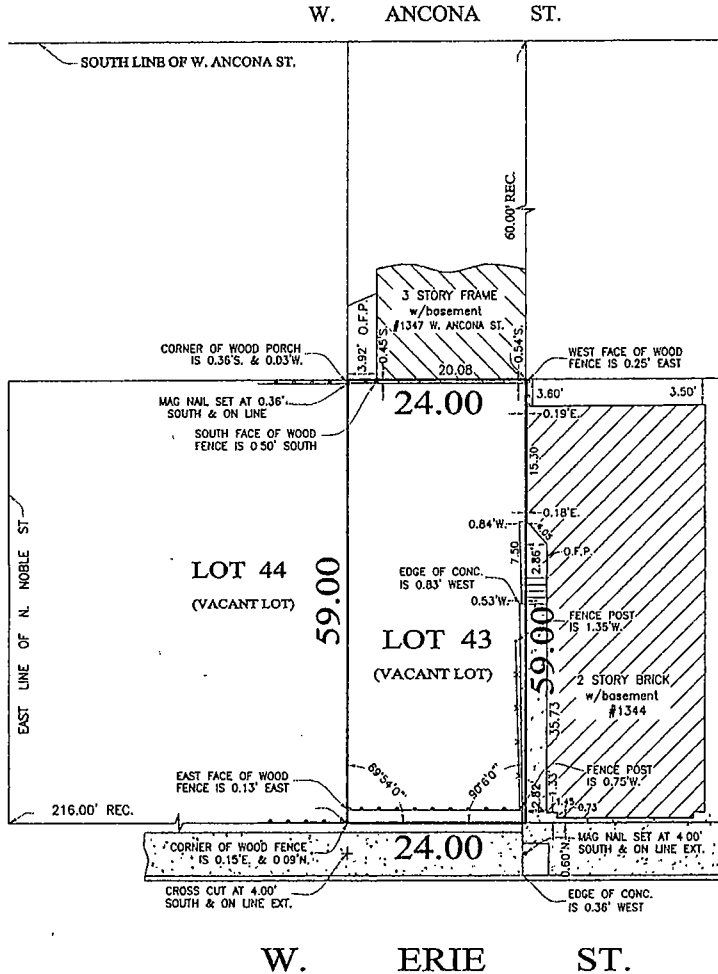 W. ANCONA ST.
SOUTH LINE OF W. ANCONA ST.
60.00' REC.
3 STORY FRAME
w/basement
#1347 W. ANCONA ST.
3.92' O.F.P.
0.45'S.
0.54'S.
20.08
CORNER OF WOOD PORCH
IS 0.36'S. & 0.03'W.
WEST FACE OF WOOD
FENCE IS 0.25' EAST
MAG NAIL SET AT 0.36'
SOUTH & ON LINE
24.00
3.60'
3.50'
0.19'E.
SOUTH FACE OF WOOD
FENCE IS 0.50' SOUTH
15.30
0.18'E.
0.84'W.
4.03
7.50
2.86'
O.F.P.
EAST LINE OF N. NOBLE ST
LOT 44
(VACANT LOT)
59.00
EDGE OF CONC.
IS 0.83' WEST
0.53'W.
FENCE POST
IS 1.35'W.
LOT 43
(VACANT LOT)
59.00
2 STORY BRICK
w/basement
#1344
35.73
69°54'0"
90°6'0"
EAST FACE OF WOOD
FENCE IS 0.13' EAST
FENCE POST
IS 0.75'W.
2.82'
1.33'
1.45
0.73
216.00' REC.
CORNER OF WOOD FENCE
IS 0.15'E, & 0.09'N.
24.00
MAG NAIL SET AT 4.00'
SOUTH & ON LINE EXT.
0.60'N.
CROSS CUT AT 4.00'
SOUTH & ON LINE EXT.
EDGE OF CONC.
IS 0.36' WEST
W. ERIE ST.